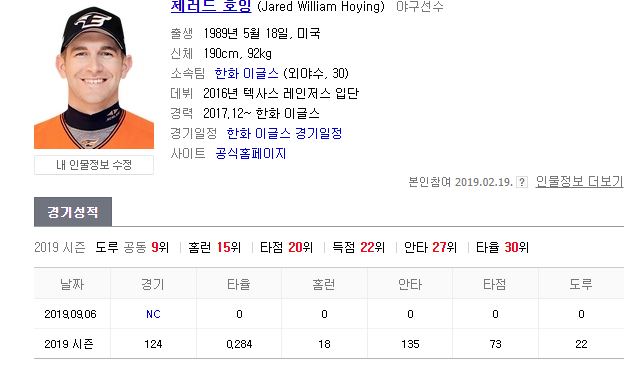 제러드 호잉 (Jared William Hoying) 야구선수
출생 1989년 5월 18일, 미국
신체 190cm, 92kg
소속팀 한화 이글스 (외야수, 30)
데뷔 2016년 텍사스 레인저스 입단
경력 2017.12~ 한화 이글스
경기일정 한화 이글스 경기일정
사이트 공식홈페이지
내 인물정보 수정
본인참여 2019.02.19. ? 인물정보 더보기
경기성적
2019 시즌 도루 공동 9위 홈런 15위 타점 20위 득점 22위 안타 27위 타율 30위
날짜 경기 타율 홈런 안타 타점 도루
2019.09.06 NC 0 0 0 0 0
2019 시즌 124 0.284 18 135 73 22